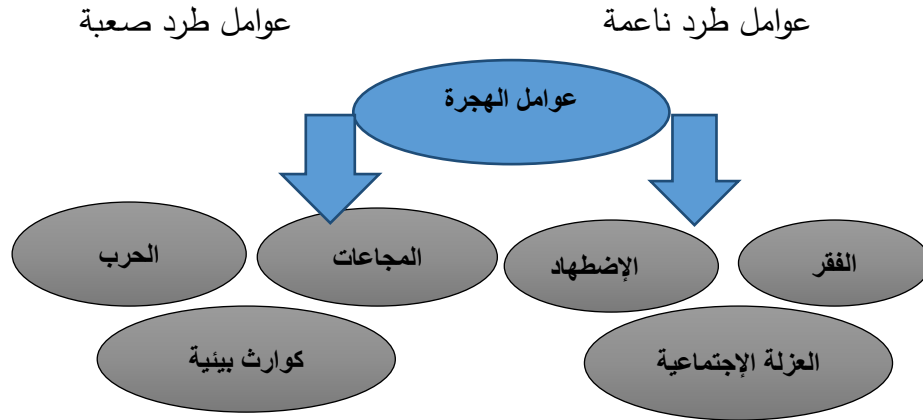 عوامل طرد ناعمة
عوامل طرد صعبة
عوامل الهجرة
الفقر
الإضطهاد
المجاعات
الحرب
العزلة الإجتماعية
كوارث بيئية